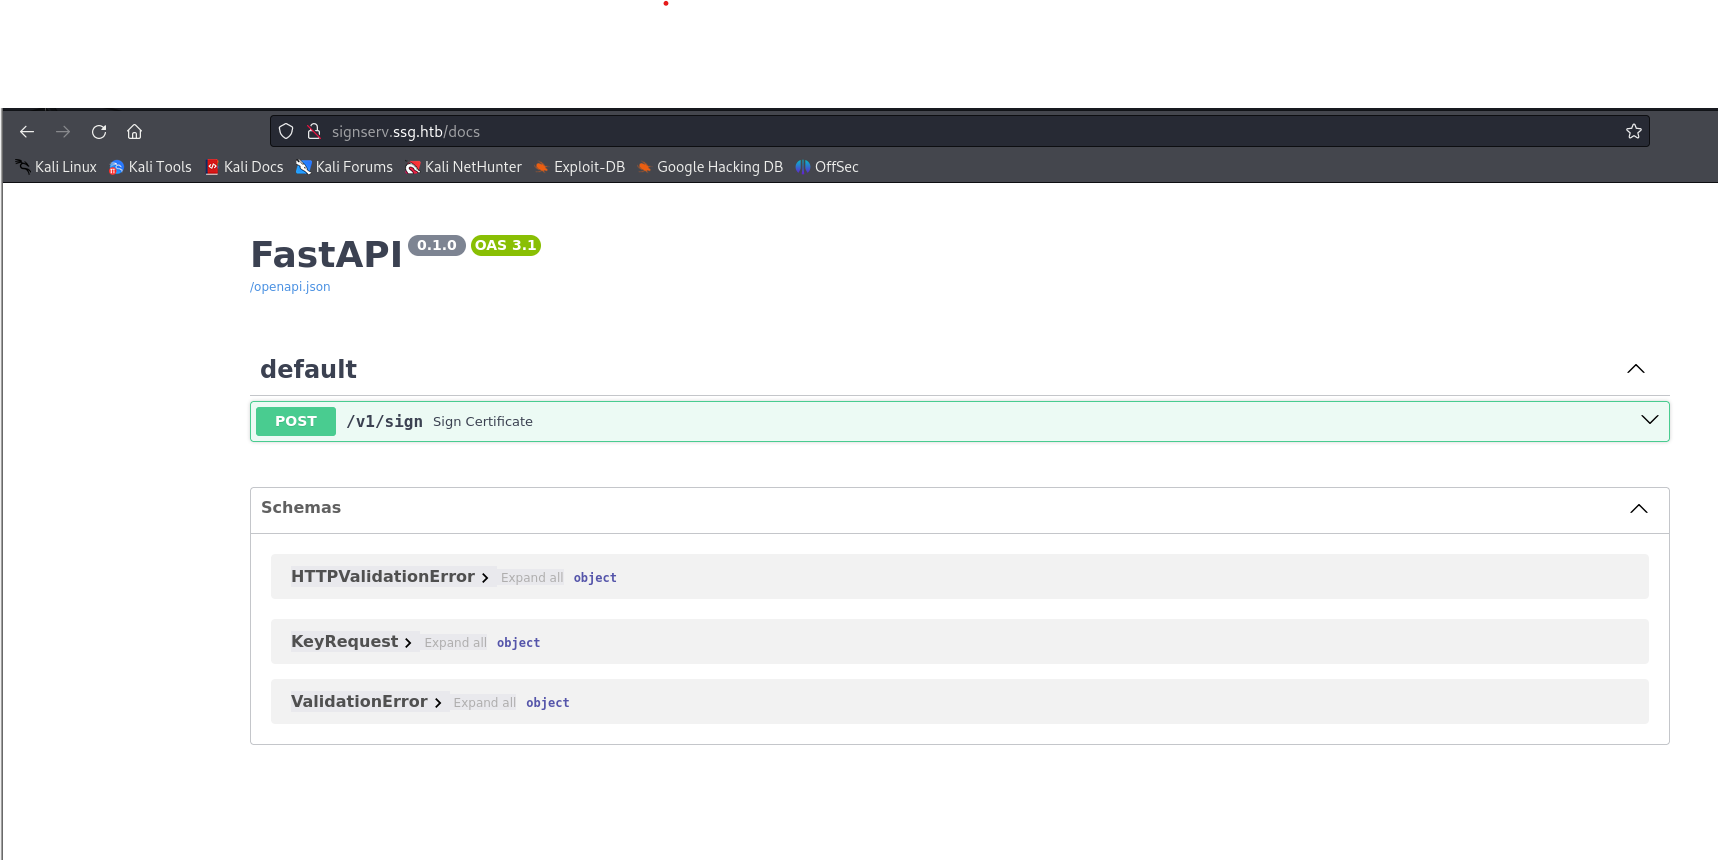 signserv.ssg.htb/docs
Kali Linux Kali Tools Kali Docs Kali Forums Kali NetHunter Exploit-DB Google Hacking DB OffSec
FastAPI 0.1.0 OAS 3.1
/openapi.json
default
POST /v1/sign Sign Certificate
Schemas
HTTPValidationError Expand all object
KeyRequest Expand all object
ValidationError Expand all object